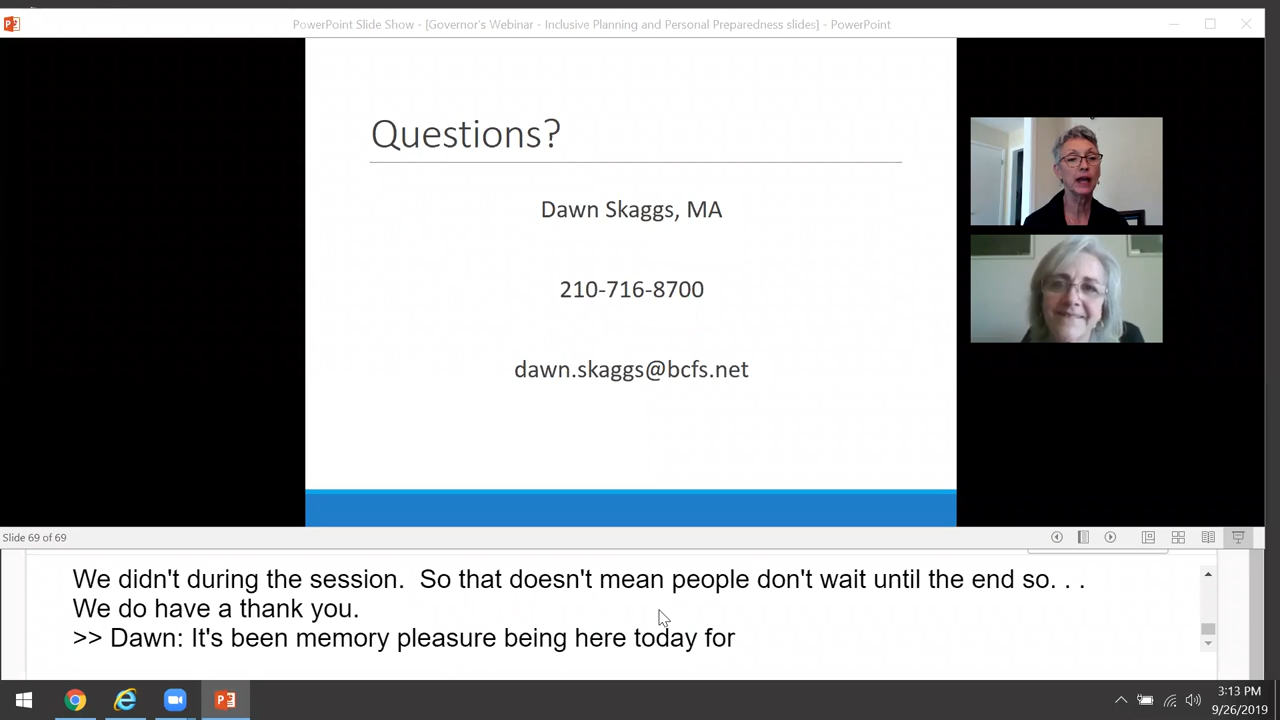 PowerPoint Slide Show - [Governor's Webinar - Inclusive Planning and Personal Preparedness slides] - PowerPoint
Questions?
Dawn Skaggs, MA
210-716-8700
dawn.skaggs@bcfs.net
Slide 69 of 69
We didn't during the session.  So that doesn't mean people don't wait until the end so. . .
We do have a thank you.
>> Dawn: It's been memory pleasure being here today for
3:13 PM
9/26/2019